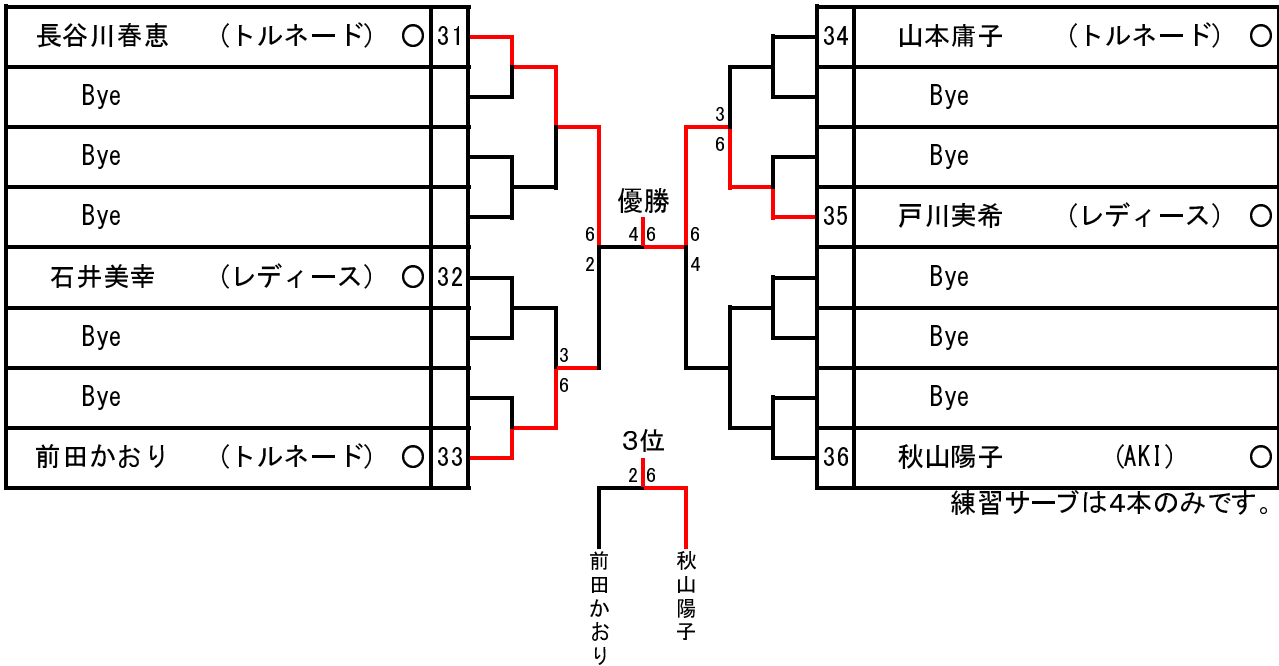 長谷川春恵 (トルネード) ○ 31
Bye
Bye
Bye
石井美幸 (レディース) ○ 32
Bye
Bye
前田かおり (トルネード) ○ 33
6
2
3
6
優勝
4 6
3位
2 6
前田かおり
秋山陽子
3
6
6
4
34 山本庸子 (トルネード) ○
Bye
Bye
35 戸川実希 (レディース) ○
Bye
Bye
Bye
36 秋山陽子 (AKI) ○
練習サーブは4本のみです。